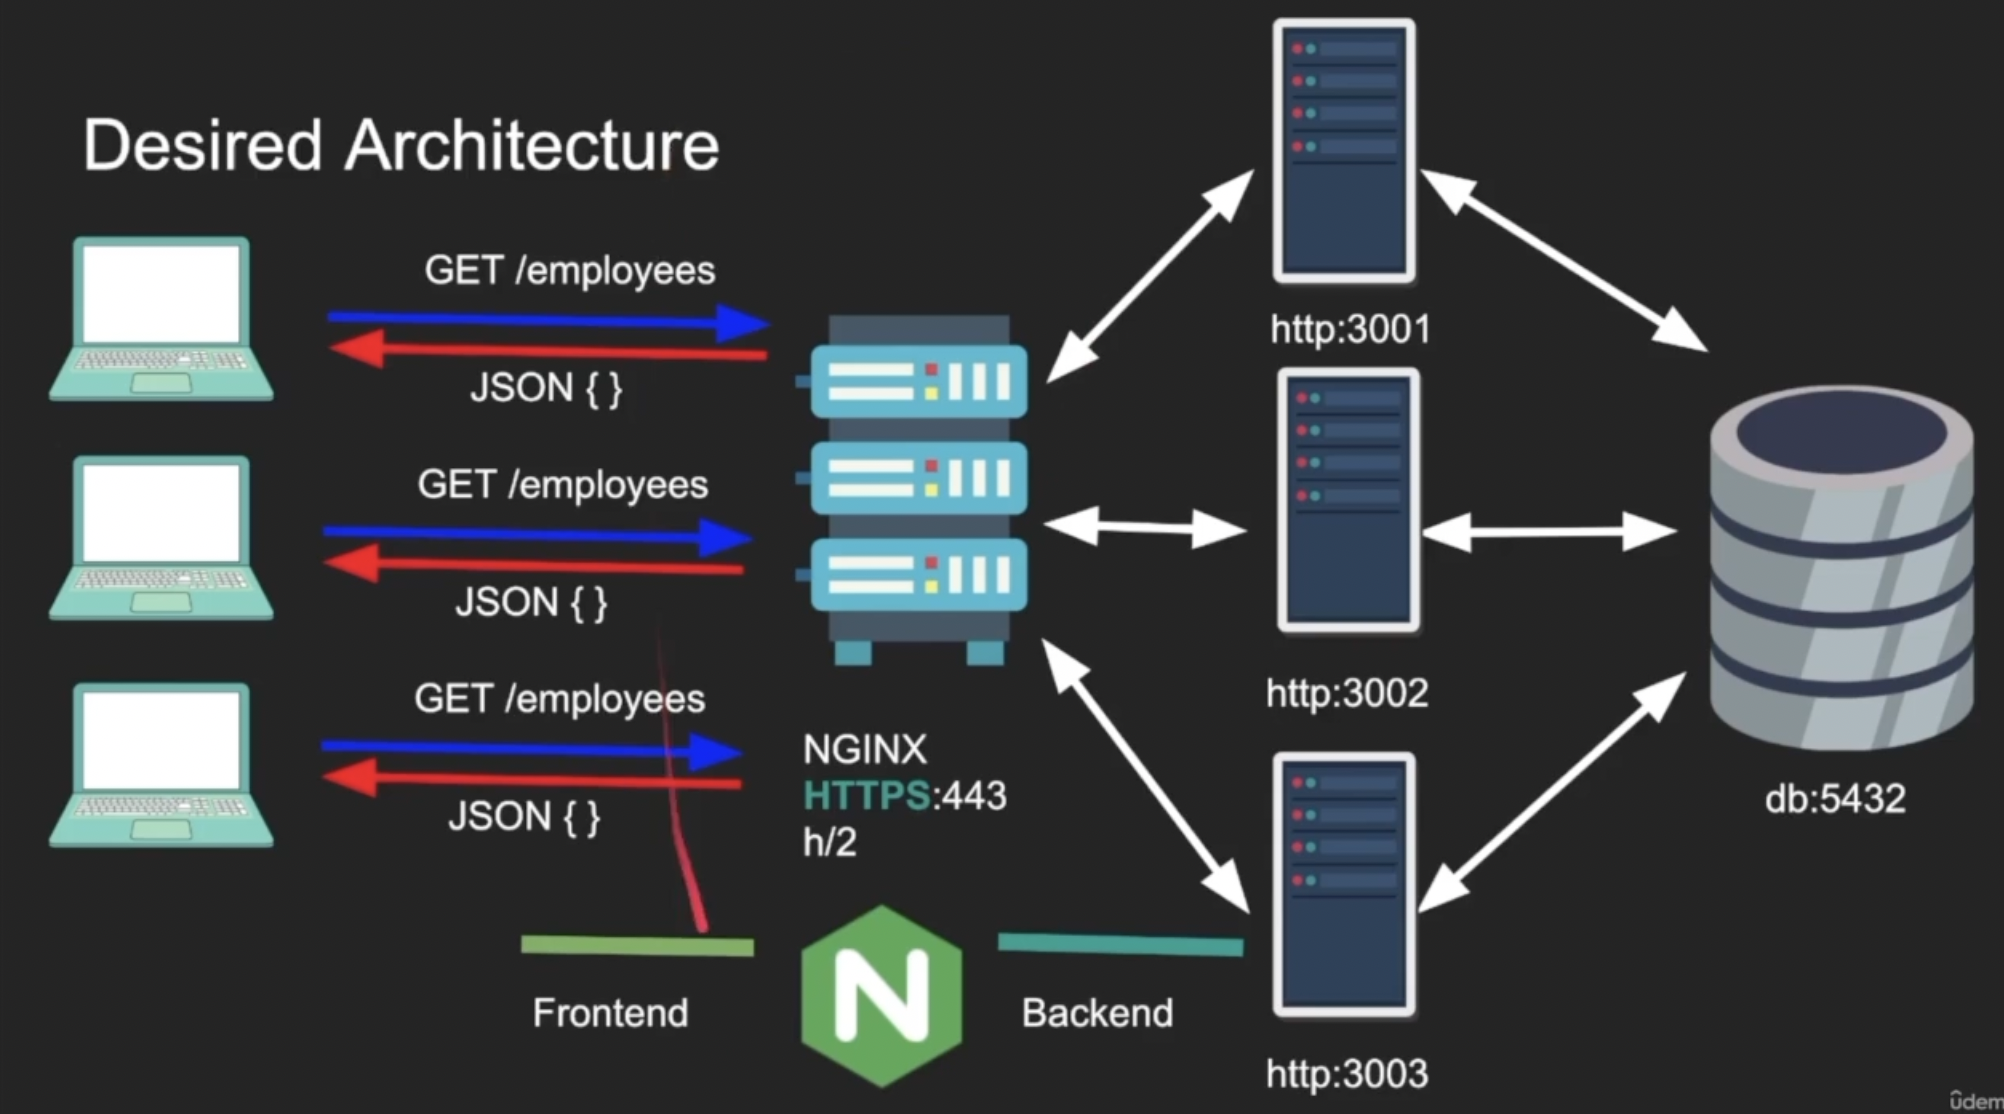 Desired Architecture
GET /employees
JSON { }
GET /employees
JSON { }
GET /employees
JSON { }
NGINX
HTTPS:443
h/2
Frontend
N
Backend
http:3001
http:3002
http:3003
db:5432
ûdem